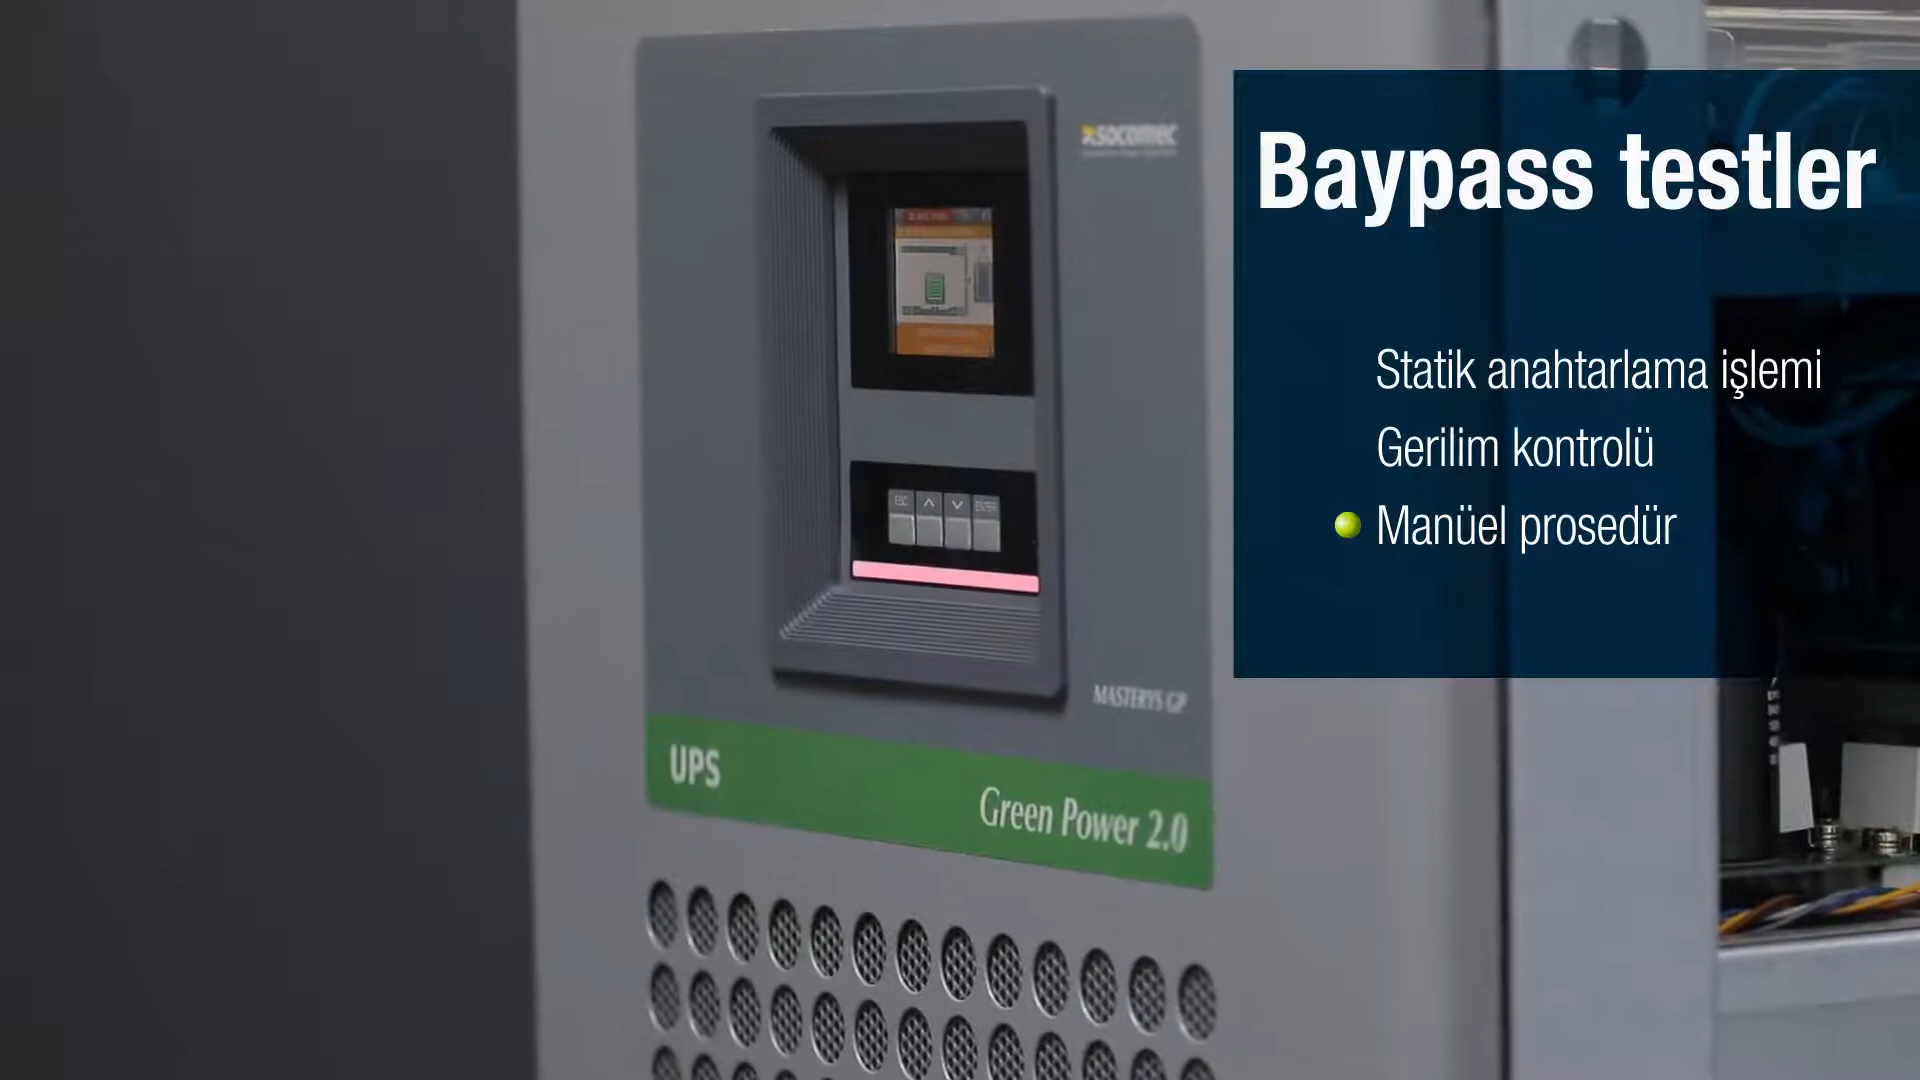 socomec
Baypass testler
Statik anahtarlama işlemi
Gerilim kontrolü
Manüel prosedür
ESC
ENTER
MASTERYS GP
UPS
Green Power 2.0